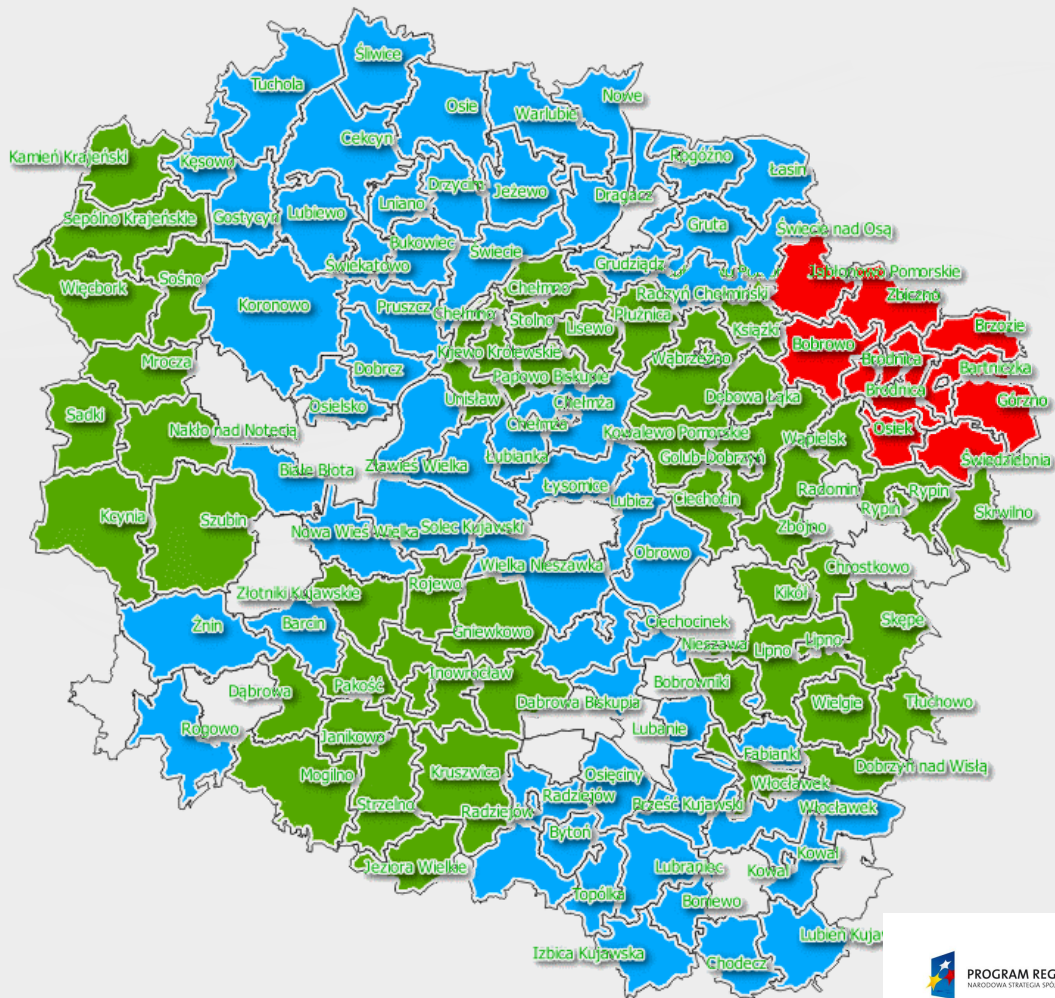 Śliwice
Tuchola
Nowe
Osie
Warlubie
Cekcyn
Kamień Krajeński
Kęsowo
Rogóźno
Łasin
Drzycim
Jeżewo
Dragacz
Lniano
Sępólno Krajeńskie
Gostycyn
Lubiewo
Gruta
Świecie nad Osą
Bukowiec
Świecie
Świekatowo
Grudziądz
Jabłonowo Pomorskie
Więcbork
Sośno
Chełmno
Radzyń Chełmiński
Zbiczno
Koronowo
Pruszcz
Chełmno
Stolno
Lisewo
Płużnica
Książki
Brzozie
Bobrowo
Kijewo Królewskie
Wąbrzeźno
Brodnica
Bartniczka
Mrocza
Dobrcz
Papowo Biskupie
Brodnica
Unisław
Dębowa Łąka
Górzno
Osielsko
Chełmża
Sadki
Chełmża
Nakło nad Notecią
Kowalewo Pomorskie
Osiek
Wąpielsk
Golub-Dobrzyń
Świedziebnia
Białe Błota
Zławieś Wielka
Łubianka
Łysomice
Radomin
Rypin
Lubicz
Ciechocin
Kcynia
Szubin
Rypin
Skrwilno
Nowa Wieś Wielka
Solec Kujawski
Zbójno
Obrowo
Wielka Nieszawka
Chrostkowo
Rojewo
Złotniki Kujawskie
Kikół
Żnin
Barcin
Ciechocinek
Skępe
Gniewkowo
Nieszawa
Lipno
Lipno
Inowrocław
Bobrowniki
Pakość
Dąbrowa
Dąbrowa Biskupia
Wielgie
Tłuchowo
Rogowo
Lubanie
Janikowo
Fabianki
Dobrzyń nad Wisłą
Mogilno
Kruszwica
Osięciny
Włocławek
Radziejów
Strzelno
Brześć Kujawski
Włocławek
Radziejów
Bytoń
Kowal
Jeziora Wielkie
Lubraniec
Kowal
Topólka
Boniewo
Lubień Kujaw
Izbica Kujawska
Chodecz
PROGRAM REG
NARODOWA STRATEGIA SPÓ